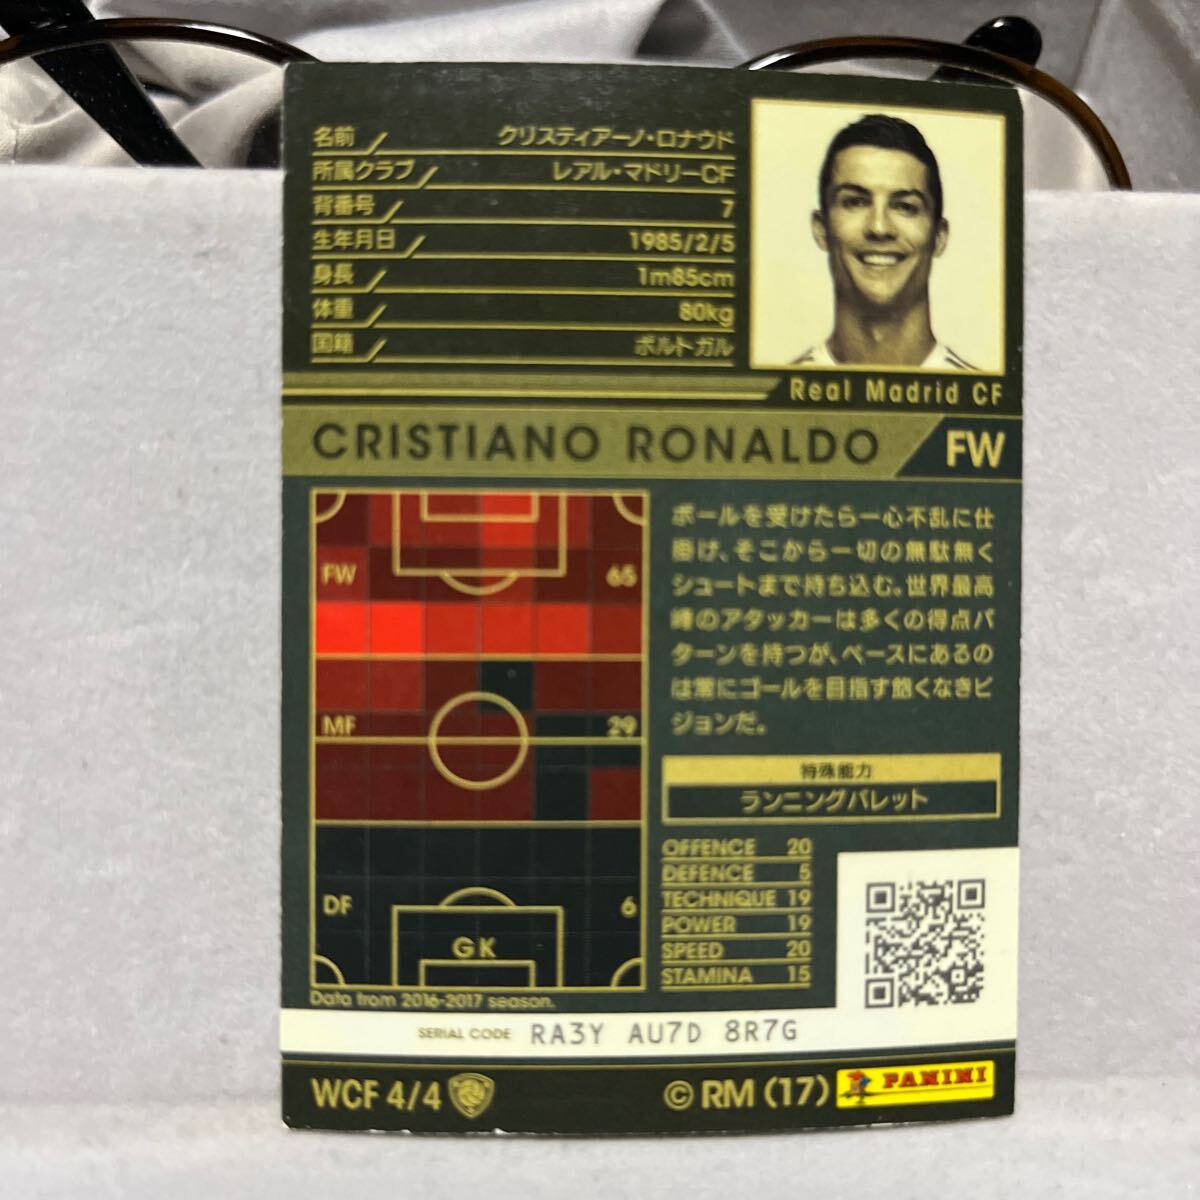 名前 クリスティアーノ・ロナウド
所属クラブ レアル・マドリーCF
背番号 7
生年月日 1985/2/5
身長 1m85cm
体重 80kg
国籍 ポルトガル
Real Madrid CF
CRISTIANO RONALDO FW
FW 65
MF 29
DF 6
GK
Data from 2016-2017 season.
ボールを受けたら一心不乱に仕
掛け、そこから一切の無駄無く
シュートまで持ち込む。世界最高
峰のアタッカーは多くの得点パ
ターンを持つが、ベースにあるの
は常にゴールを目指す飽くなきビ
ジョンだ。
特殊能力
ランニングバレット
OFFENCE 20
DEFENCE 5
TECHNIQUE 19
POWER 19
SPEED 20
STAMINA 15
SERIAL CODE RA3Y AU7D 8R7G
WCF 4/4
© RM (17) PANINI